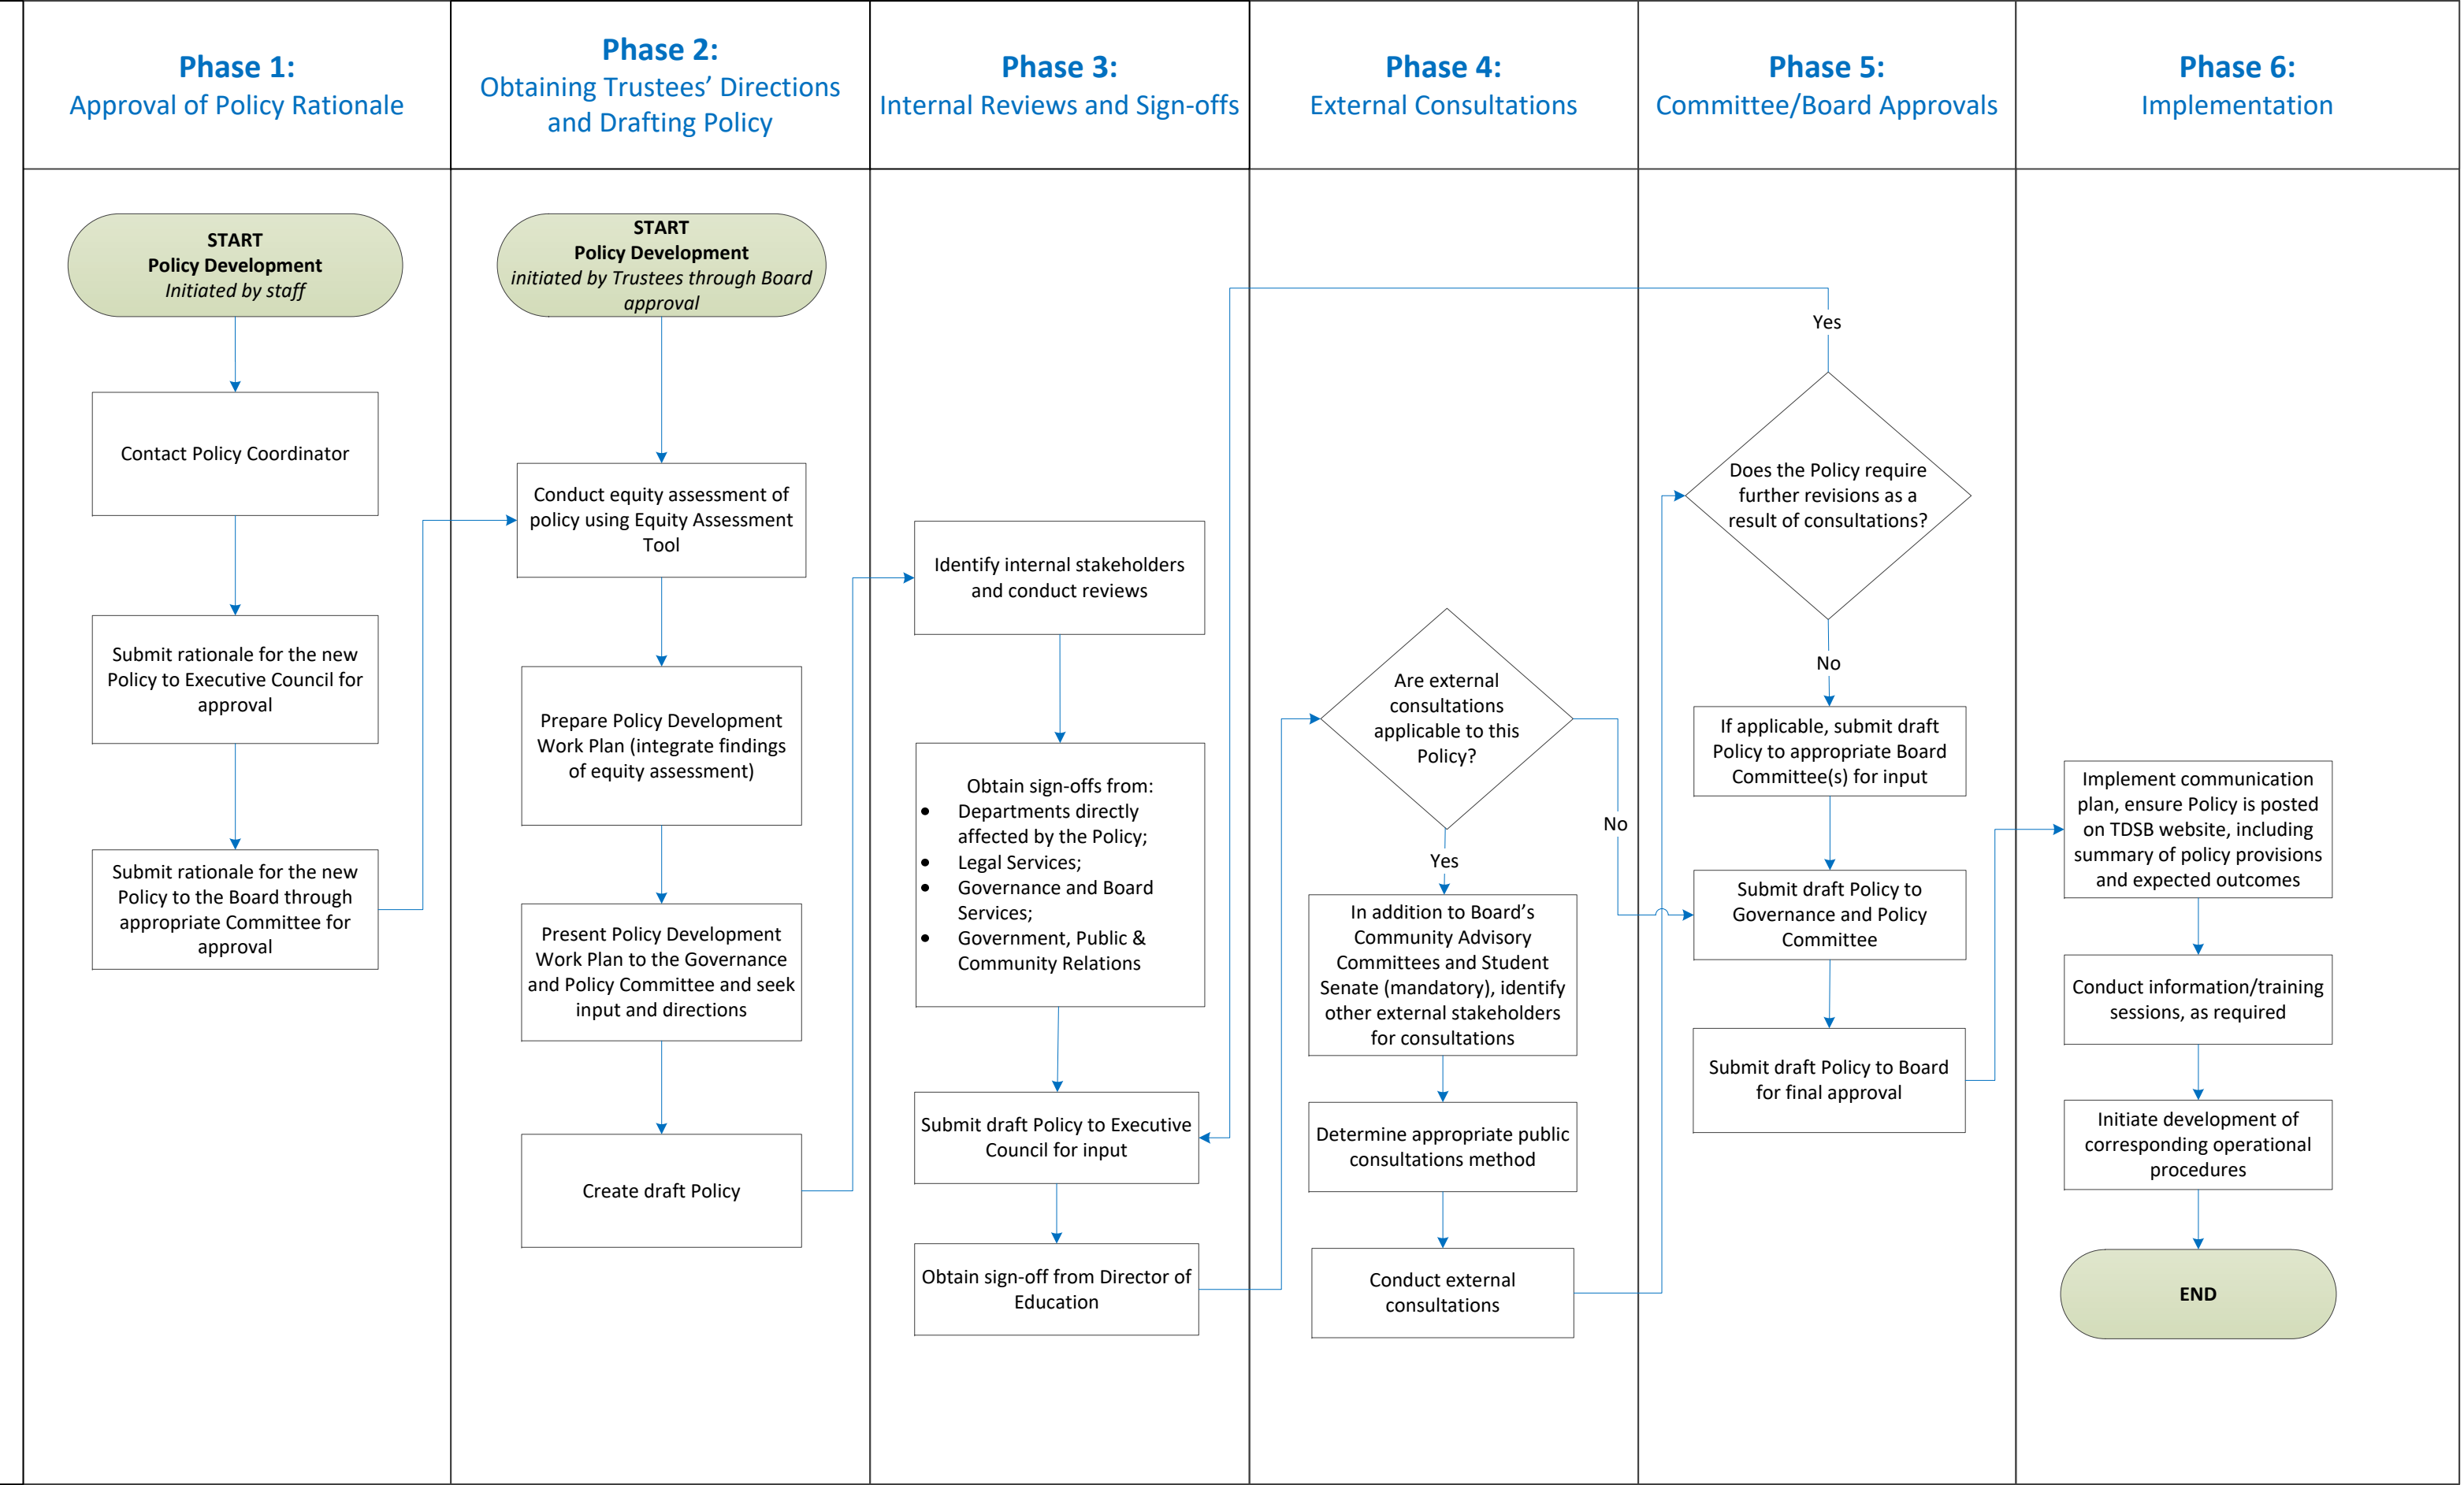 Phase 1:
Approval of Policy Rationale
Phase 2:
Obtaining Trustees’ Directions
and Drafting Policy
Phase 3:
Internal Reviews and Sign-offs
Phase 4:
External Consultations
Phase 5:
Committee/Board Approvals
Phase 6:
Implementation
START
Policy Development
Initiated by staff
Contact Policy Coordinator
Submit rationale for the new
Policy to Executive Council for
approval
Submit rationale for the new
Policy to the Board through
appropriate Committee for
approval
START
Policy Development
initiated by Trustees through Board
approval
Conduct equity assessment of
policy using Equity Assessment
Tool
Prepare Policy Development
Work Plan (integrate findings
of equity assessment)
Present Policy Development
Work Plan to the Governance
and Policy Committee and seek
input and directions
Create draft Policy
Identify internal stakeholders
and conduct reviews
Obtain sign-offs from:
• Departments directly
affected by the Policy;
• Legal Services;
• Governance and Board
Services;
• Government, Public &
Community Relations
Submit draft Policy to Executive
Council for input
Obtain sign-off from Director of
Education
Are external
consultations
applicable to this
Policy?
No
Yes
In addition to Board’s
Community Advisory
Committees and Student
Senate (mandatory), identify
other external stakeholders
for consultations
Determine appropriate public
consultations method
Conduct external
consultations
Yes
Does the Policy require
further revisions as a
result of consultations?
No
If applicable, submit draft
Policy to appropriate Board
Committee(s) for input
Submit draft Policy to
Governance and Policy
Committee
Submit draft Policy to Board
for final approval
Implement communication
plan, ensure Policy is posted
on TDSB website, including
summary of policy provisions
and expected outcomes
Conduct information/training
sessions, as required
Initiate development of
corresponding operational
procedures
END